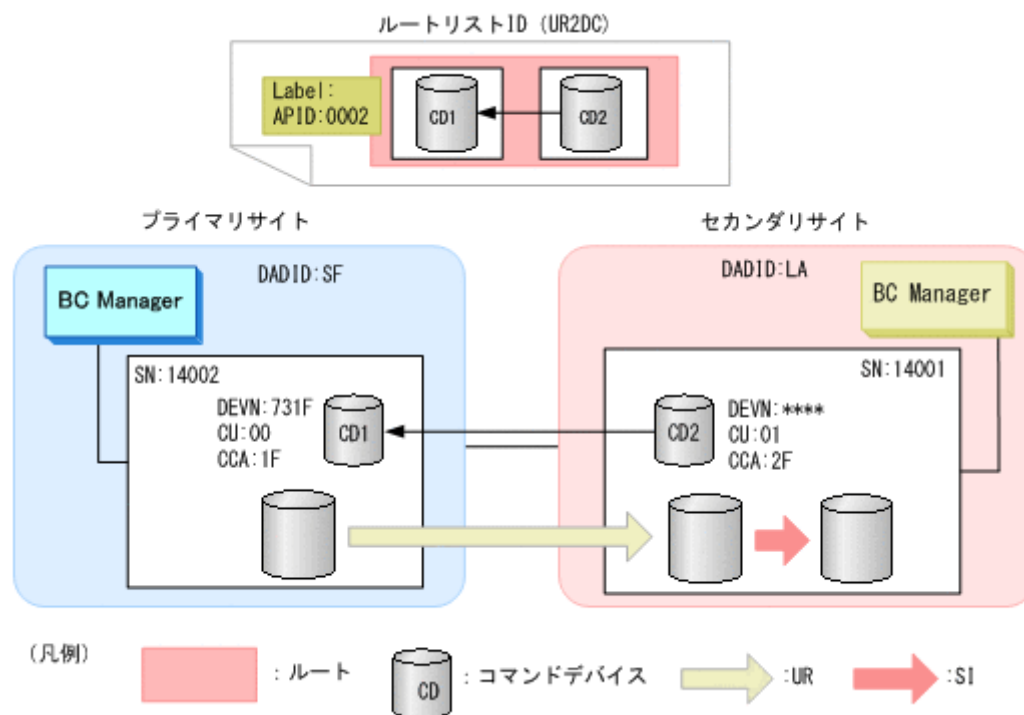 ルートリストID (UR2DC)
Label:
APID:0002
CD1
CD2
プライマリサイト
セカンダリサイト
DADID:SF
DADID:LA
BC Manager
BC Manager
SN:14002
SN:14001
DEVN:731F
CU:00
CCA:1F
CD1
CD2
DEVN:****
CU:01
CCA:2F
(凡例)
:ルート
CD
:コマンドデバイス
:UR
:SI